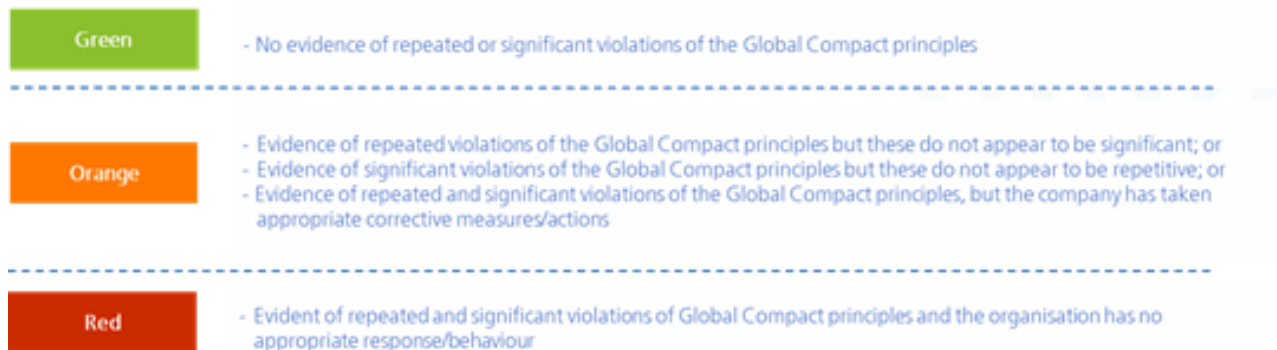 Green
- No evidence of repeated or significant violations of the Global Compact principles
Orange
- Evidence of repeated violations of the Global Compact principles but these do not appear to be significant; or
- Evidence of significant violations of the Global Compact principles but these do not appear to be repetitive; or
- Evidence of repeated and significant violations of the Global Compact principles, but the company has taken
appropriate corrective measures/actions
Red
- Evident of repeated and significant violations of Global Compact principles and the organisation has no
appropriate response/behaviour